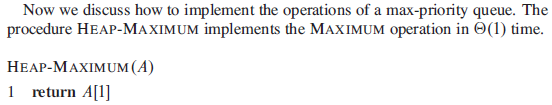 Now we discuss how to implement the operations of a max-priority queue. The
procedure HEAP-MAXIMUM implements the MAXIMUM operation in Θ(1) time.
HEAP-MAXIMUM(A)
1 return A[1]